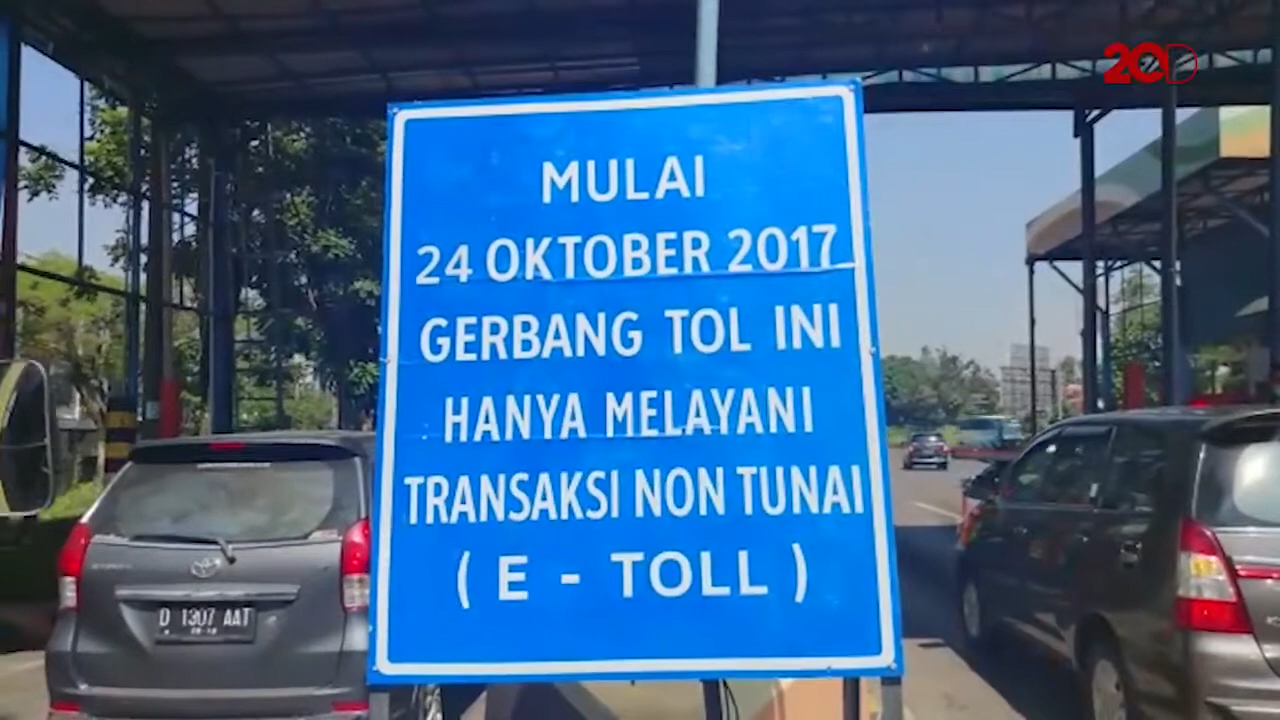 20D
MULAI
24 OKTOBER 2017
GERBANG TOL INI
HANYA MELAYANI
TRANSAKSI NON TUNAI
( E - TOLL )
D 1307 AAT